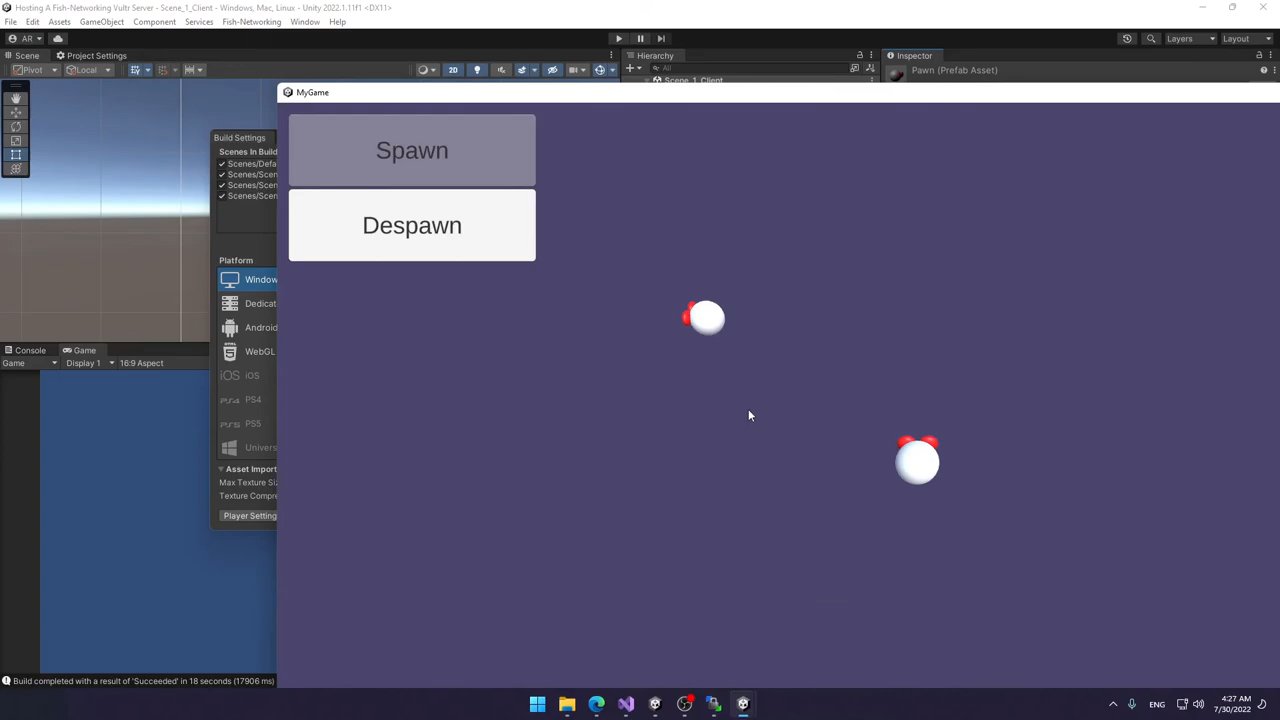 Hosting A Fish-Networking Vultr Server - Scene_1_Client - Windows, Mac, Linux - Unity 2022.1.11f1 <DX11>
File Edit Assets GameObject Component Services Fish-Networking Window Help
AR Layers Layout
Scene Project Settings Hierarchy Inspector
Pivot Local 2D All Pawn (Prefab Asset)
Scene_1_Client
MyGame
Spawn
Despawn
Build Settings
Scenes In Build
Scenes/Defa
Scenes/Scen
Scenes/Scen
Scenes/Scen
Platform
Window
Dedicat
Android
WebGL
iOS iOS
PS4 PS4
PS5 PS5
Univers
Asset Import
Max Texture Siz
Texture Compre
Player Setting
Console Game
Game Display 1 16:9 Aspect
Build completed with a result of 'Succeeded' in 18 seconds (17906 ms)
ENG
4:27 AM
7/30/2022